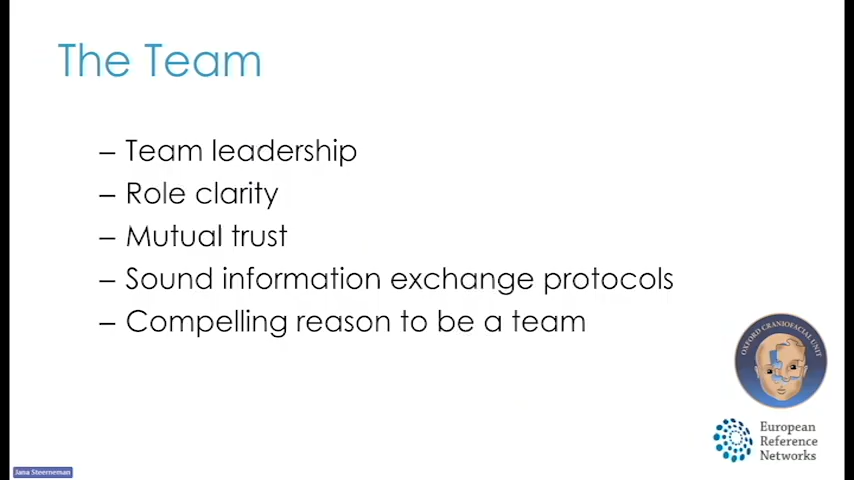 The Team
– Team leadership
– Role clarity
– Mutual trust
– Sound information exchange protocols
– Compelling reason to be a team
OXFORD CRANIOFACIAL UNIT
European
Reference
Networks
Jana Steerneman